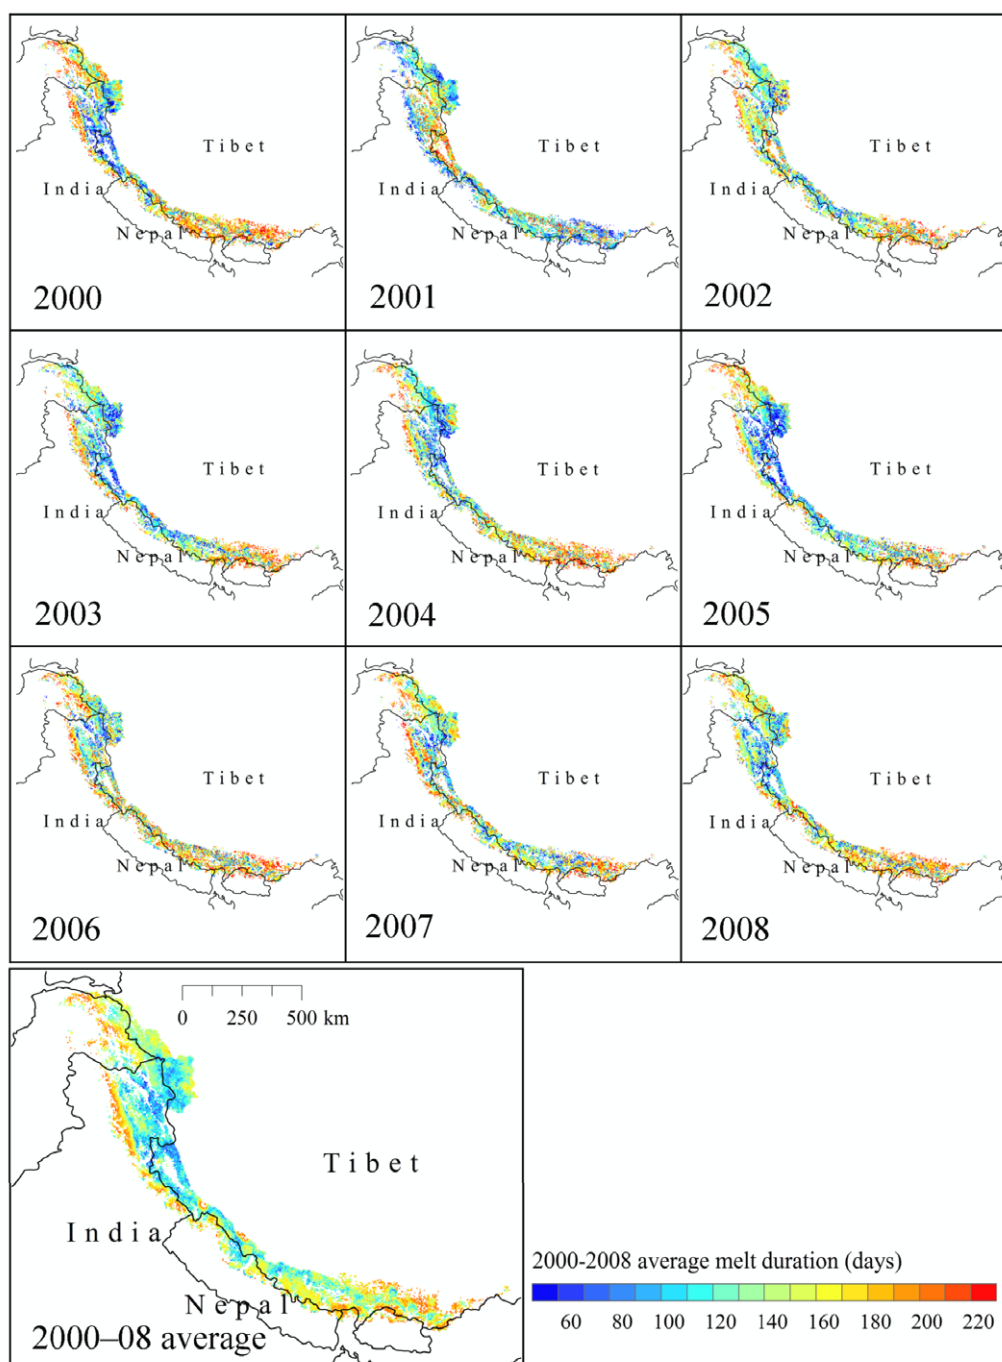 Tibet
India
Nepal
2000
Tibet
India
Nepal
2001
Tibet
India
Nepal
2002
Tibet
India
Nepal
2003
Tibet
India
Nepal
2004
Tibet
India
Nepal
2005
Tibet
India
Nepal
2006
Tibet
India
Nepal
2007
Tibet
India
Nepal
2008
0 250 500 km
Tibet
India
Nepal
2000–08 average
2000-2008 average melt duration (days)
60 80 100 120 140 160 180 200 220